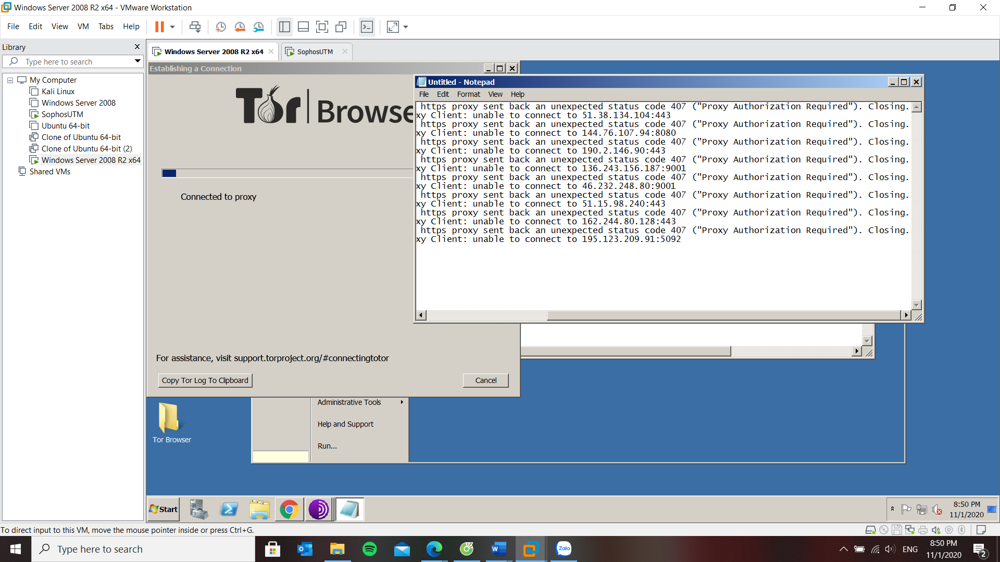 Windows Server 2008 R2 x64 - VMware Workstation
File Edit View VM Tabs Help
Library
Type here to search
My Computer
Kali Linux
Windows Server 2008
SophosUTM
Ubuntu 64-bit
Clone of Ubuntu 64-bit
Clone of Ubuntu 64-bit (2)
Windows Server 2008 R2 x64
Shared VMs
Windows Server 2008 R2 x64
SophosUTM
Establishing a Connection
Tor Browse
Connected to proxy
For assistance, visit support.torproject.org/#connectingtotor
Copy Tor Log To Clipboard
Cancel
Untitled - Notepad
File Edit Format View Help
https proxy sent back an unexpected status code 407 ("Proxy Authorization Required"). Closing.
xy Client: unable to connect to 51.38.134.104:443
https proxy sent back an unexpected status code 407 ("Proxy Authorization Required"). Closing.
xy Client: unable to connect to 144.76.107.94:8080
https proxy sent back an unexpected status code 407 ("Proxy Authorization Required"). Closing.
xy Client: unable to connect to 190.2.146.90:443
https proxy sent back an unexpected status code 407 ("Proxy Authorization Required"). Closing.
xy Client: unable to connect to 136.243.156.187:9001
https proxy sent back an unexpected status code 407 ("Proxy Authorization Required"). Closing.
xy Client: unable to connect to 46.232.248.80:9001
https proxy sent back an unexpected status code 407 ("Proxy Authorization Required"). Closing.
xy Client: unable to connect to 51.15.98.240:443
https proxy sent back an unexpected status code 407 ("Proxy Authorization Required"). Closing.
xy Client: unable to connect to 162.244.80.128:443
https proxy sent back an unexpected status code 407 ("Proxy Authorization Required"). Closing.
xy Client: unable to connect to 195.123.209.91:5092
Administrative Tools
Help and Support
Run...
Tor Browser
Start
8:50 PM
11/1/2020
To direct input to this VM, move the mouse pointer inside or press Ctrl+G.
Type here to search
Zalo
ENG
8:50 PM
11/1/2020
2